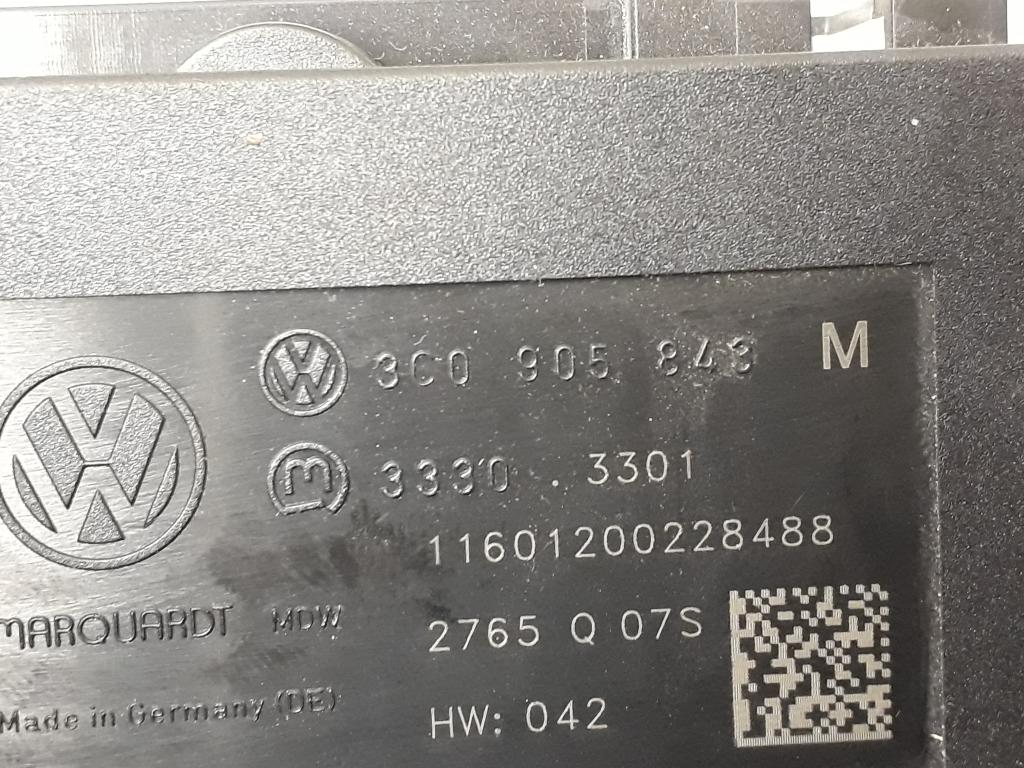 3C0 905 843 M
3330 . 3301
11601200228488
MARQUARDT MDW
2765 Q 07S
Made in Germany (DE)
HW: 042